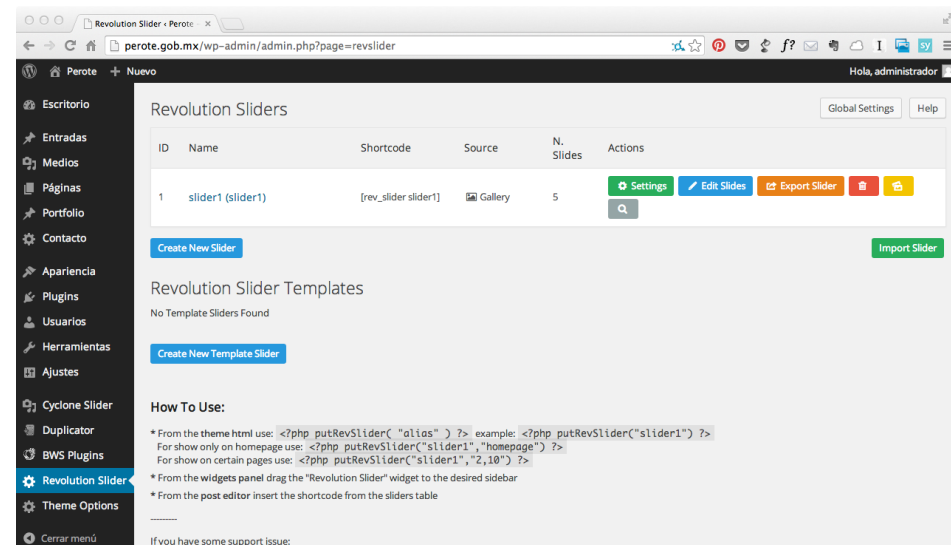 Revolution Slider ‹ Perote –
perote.gob.mx/wp-admin/admin.php?page=revslider
Perote + Nuevo
Hola, administrador
Escritorio
Entradas
Medios
Páginas
Portfolio
Contacto
Apariencia
Plugins
Usuarios
Herramientas
Ajustes
Cyclone Slider
Duplicator
BWS Plugins
Revolution Slider
Theme Options
Cerrar menú
Revolution Sliders
Global Settings Help
ID Name Shortcode Source N. Slides Actions
1 slider1 (slider1) [rev_slider slider1] Gallery 5 Settings Edit Slides Export Slider
Create New Slider Import Slider
Revolution Slider Templates
No Template Sliders Found
Create New Template Slider
How To Use:
* From the theme html use: <?php putRevSlider( "alias" ) ?> example: <?php putRevSlider("slider1") ?>
For show only on homepage use: <?php putRevSlider("slider1","homepage") ?>
For show on certain pages use: <?php putRevSlider("slider1","2,10") ?>
* From the widgets panel drag the "Revolution Slider" widget to the desired sidebar
* From the post editor insert the shortcode from the sliders table
---------
If you have some support issue: